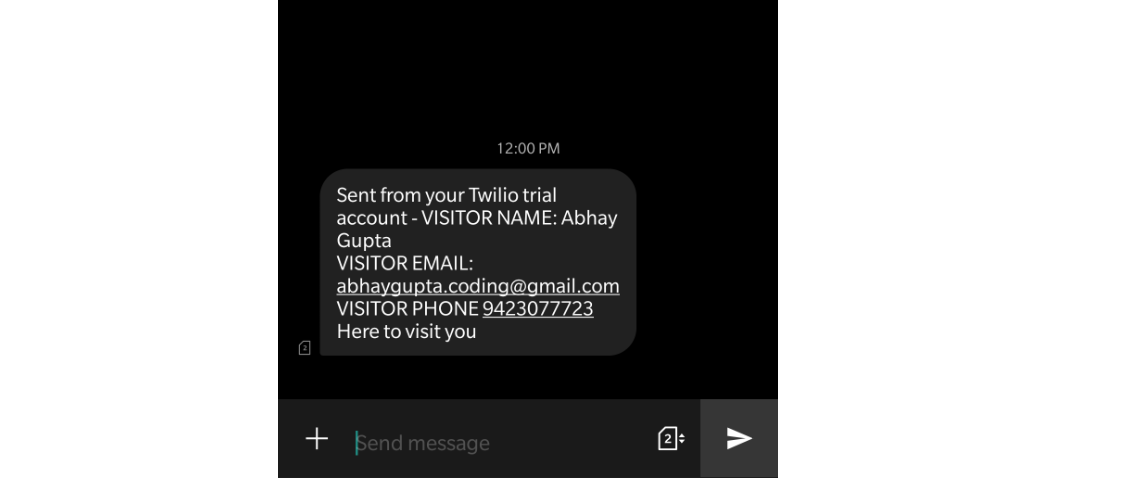 12:00 PM
Sent from your Twilio trial
account - VISITOR NAME: Abhay
Gupta
VISITOR EMAIL:
abhaygupta.coding@gmail.com
VISITOR PHONE 9423077723
Here to visit you
2
Send message
2